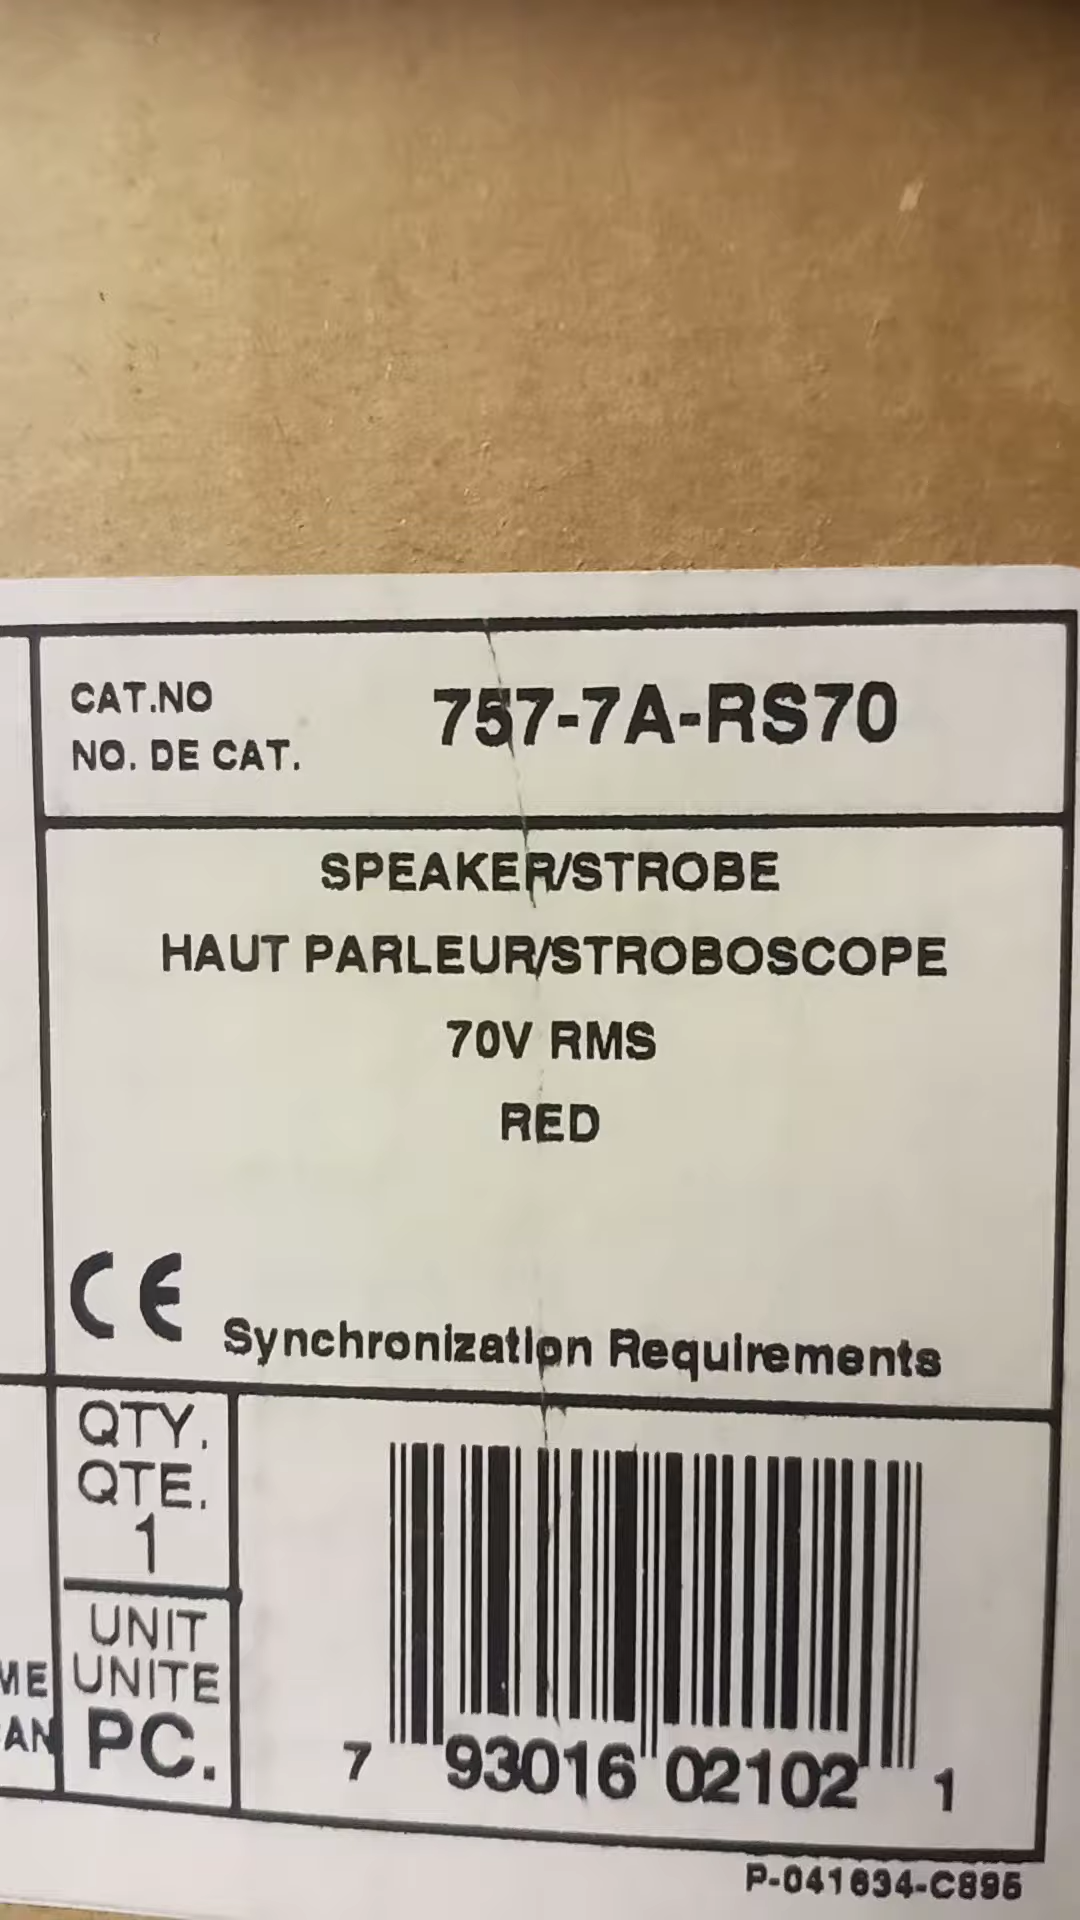 CAT.NO
NO. DE CAT.
757-7A-RS70
SPEAKER/STROBE
HAUT PARLEUR/STROBOSCOPE
70V RMS
RED
CE
Synchronization Requirements
QTY.
QTE.
1
UNIT
UNITE
PC.
7 93016 02102 1
P-041634-C895